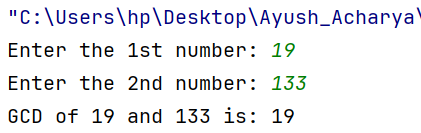 "C:\Users\hp\Desktop\Ayush_Acharya\
Enter the 1st number: 19
Enter the 2nd number: 133
GCD of 19 and 133 is: 19